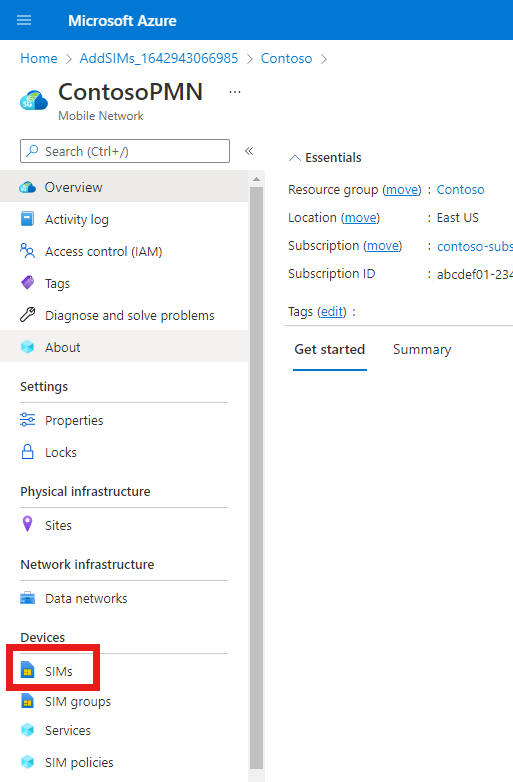 Microsoft Azure
Home > AddSIMs_1642943066985 > Contoso >
ContosoPMN ...
Mobile Network
Search (Ctrl+/) «
Overview
Activity log
Access control (IAM)
Tags
Diagnose and solve problems
About
Settings
Properties
Locks
Physical infrastructure
Sites
Network infrastructure
Data networks
Devices
SIMs
SIM groups
Services
SIM policies
Essentials
Resource group (move) : Contoso
Location (move) : East US
Subscription (move) : contoso-subs
Subscription ID : abcdef01-234
Tags (edit) :
Get started Summary